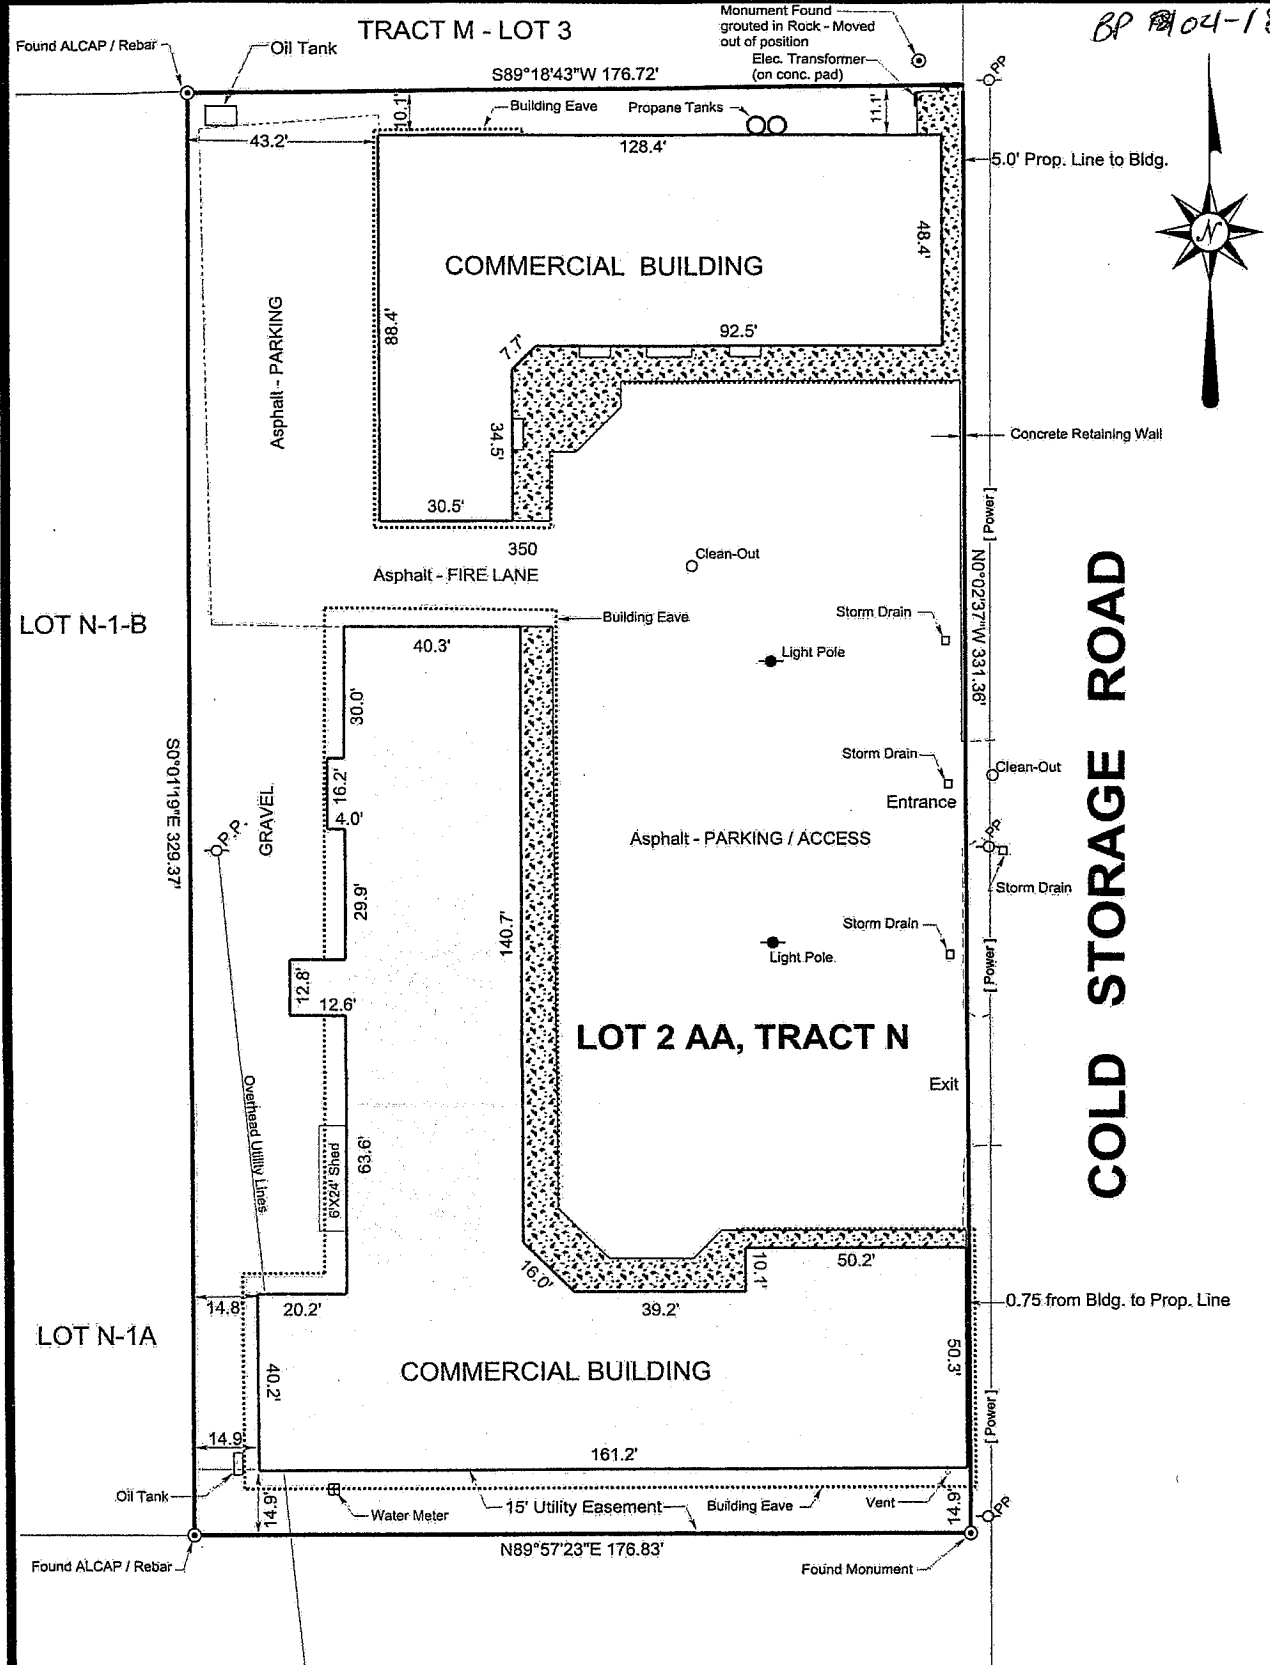 TRACT M - LOT 3
Monument Found
grouted in Rock - Moved
out of position
BP 04-18
Found ALCAP / Rebar
Oil Tank
Elec. Transformer
(on conc. pad)
PP
S89°18'43"W 176.72'
10.1'
Building Eave
Propane Tanks
11.1'
43.2'
128.4'
5.0' Prop. Line to Bldg.
N
48.4'
COMMERCIAL BUILDING
Asphalt - PARKING
88.4'
92.5'
7.7'
34.5'
Concrete Retaining Wall
30.5'
[ Power ]
350
Clean-Out
Asphalt - FIRE LANE
N0°02'37"W 331.36'
COLD STORAGE ROAD
LOT N-1-B
Building Eave
Storm Drain
40.3'
Light Pole
30.0'
S0°01'19"E 329.37'
Storm Drain
Clean-Out
16.2'
Entrance
4.0'
GRAVEL
P.P.
Asphalt - PARKING / ACCESS
PP
Storm Drain
29.9'
140.7'
Storm Drain
Light Pole
[ Power ]
12.8'
12.6'
LOT 2 AA, TRACT N
Exit
Overhead Utility Lines
6'X24' Shed
63.6'
16.0'
10.1'
50.2'
14.8'
20.2'
39.2'
0.75 from Bldg. to Prop. Line
LOT N-1A
COMMERCIAL BUILDING
40.2'
50.3'
[ Power ]
14.9
161.2'
Oil Tank
14.9'
Water Meter
15' Utility Easement
Building Eave
Vent
14.9'
PP
N89°57'23"E 176.83'
Found ALCAP / Rebar
Found Monument